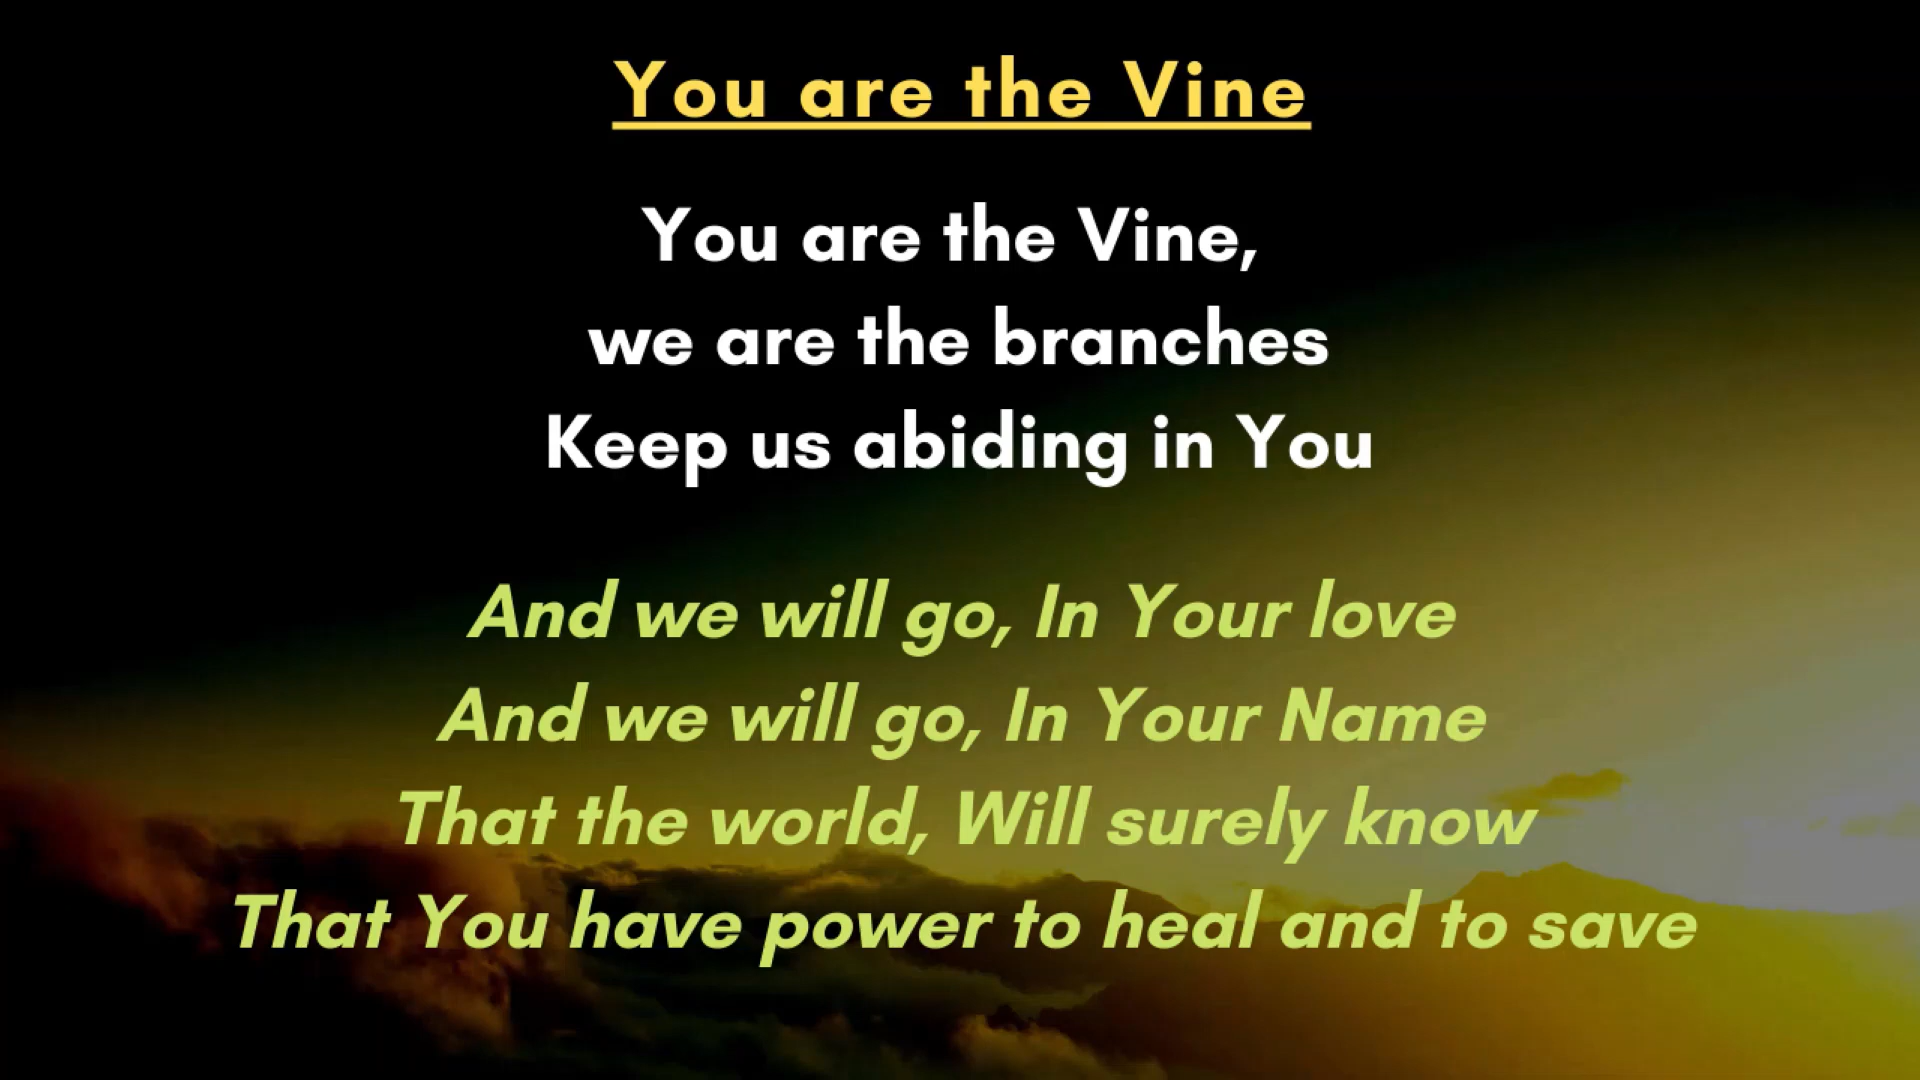 You are the Vine
You are the Vine,
we are the branches
Keep us abiding in You
And we will go, In Your love
And we will go, In Your Name
That the world, Will surely know
That You have power to heal and to save